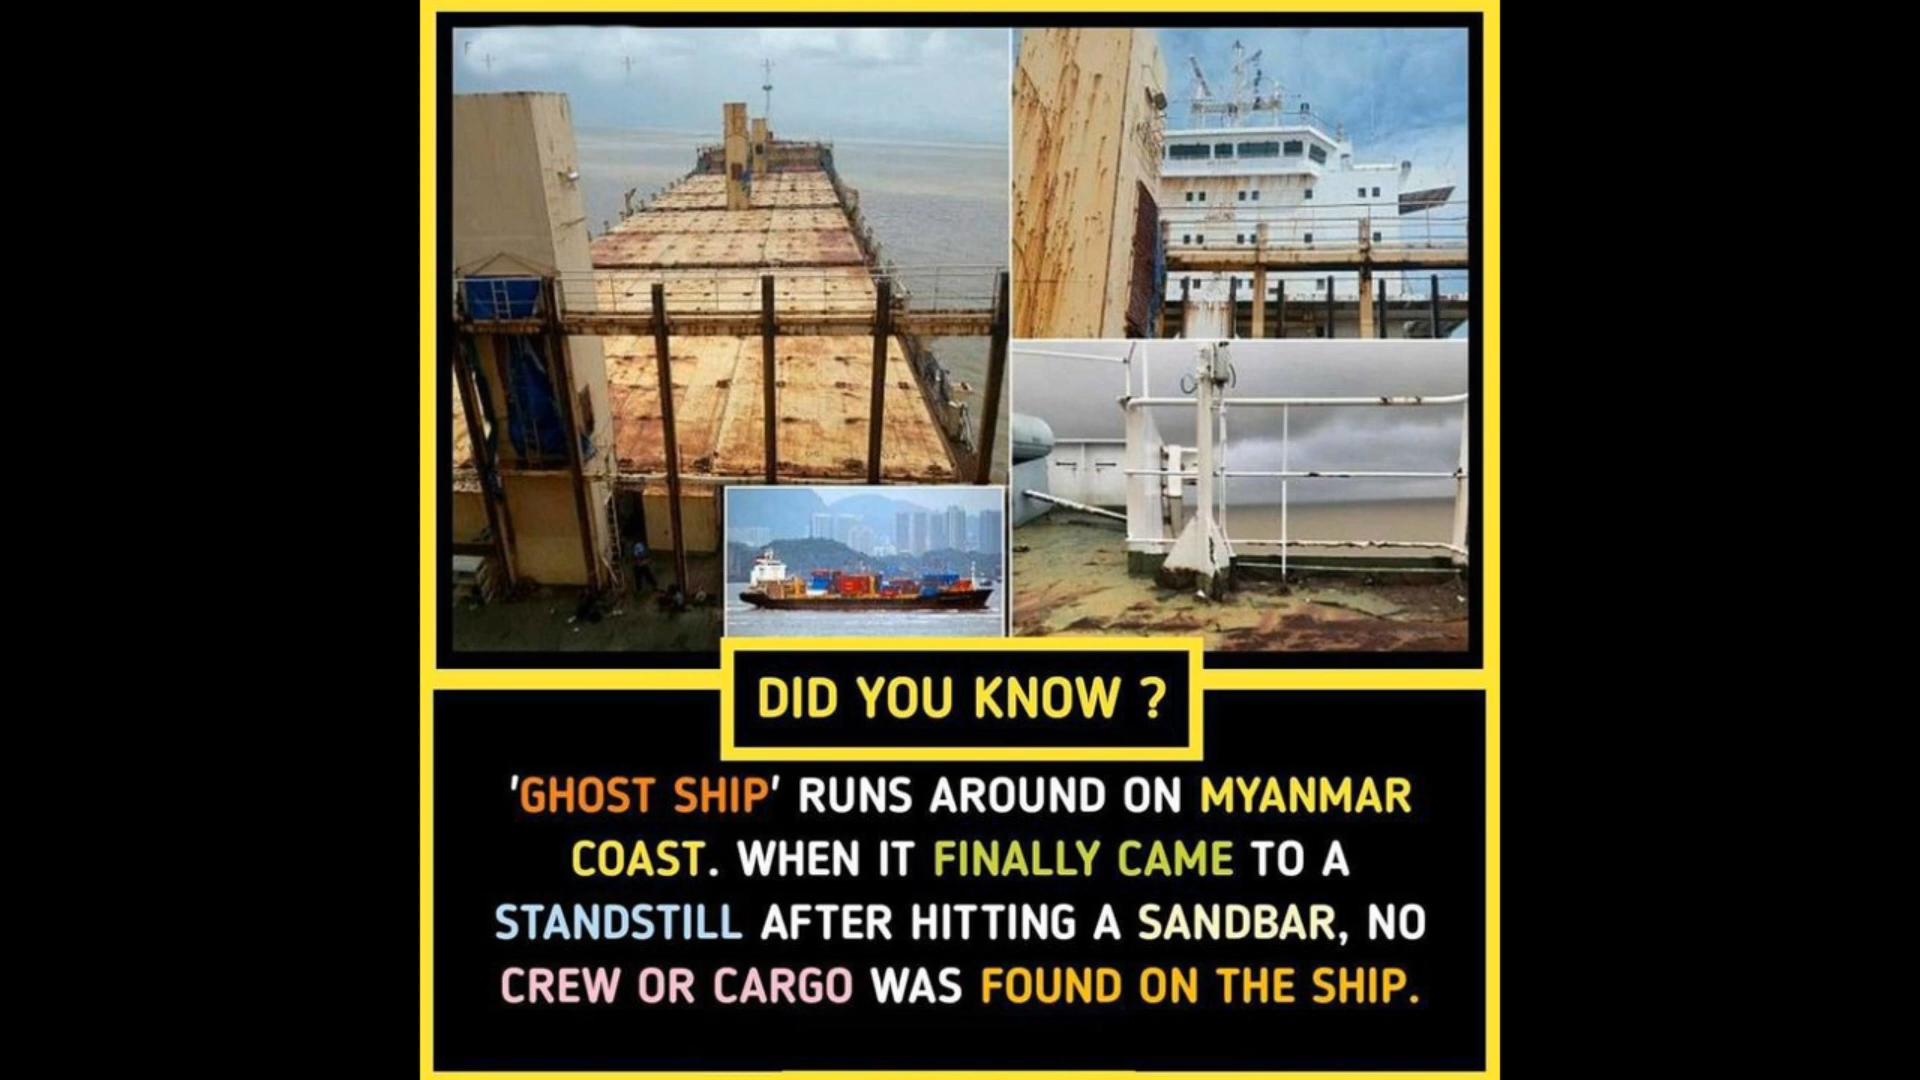 DID YOU KNOW ?
'GHOST SHIP' RUNS AROUND ON MYANMAR
COAST. WHEN IT FINALLY CAME TO A
STANDSTILL AFTER HITTING A SANDBAR, NO
CREW OR CARGO WAS FOUND ON THE SHIP.